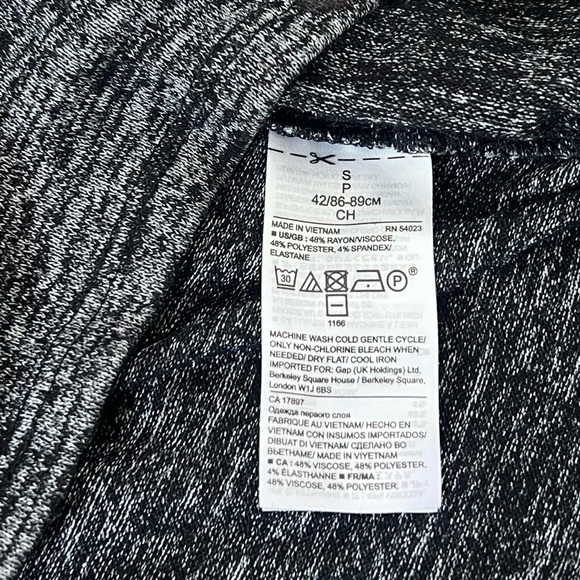 S
P
42/86-89CM
CH
MADE IN VIETNAM RN 54023
■ US/GB : 48% RAYON/VISCOSE,
48% POLYESTER, 4% SPANDEX/
ELASTANE
30 P ®
1166
MACHINE WASH COLD GENTLE CYCLE/
ONLY NON-CHLORINE BLEACH WHEN
NEEDED/ DRY FLAT/ COOL IRON
IMPORTED FOR: Gap (UK Holdings) Ltd,
Berkeley Square House / Berkeley Square,
London W1J 6BS
CA 17897
Одежда первого слоя
FABRIQUÉ AU VIETNAM/ HECHO EN
VIETNAM CON INSUMOS IMPORTADOS/
DIBUAT DI VIETNAM/ СДЕЛАНО ВО
ВЬЕТНАМЕ/ MADE IN VIYETNAM
■ CA : 48% VISCOSE, 48% POLYESTER,
4% ÉLASTHANNE ■ FR/MA :
48% VISCOSE, 48% POLYESTER,